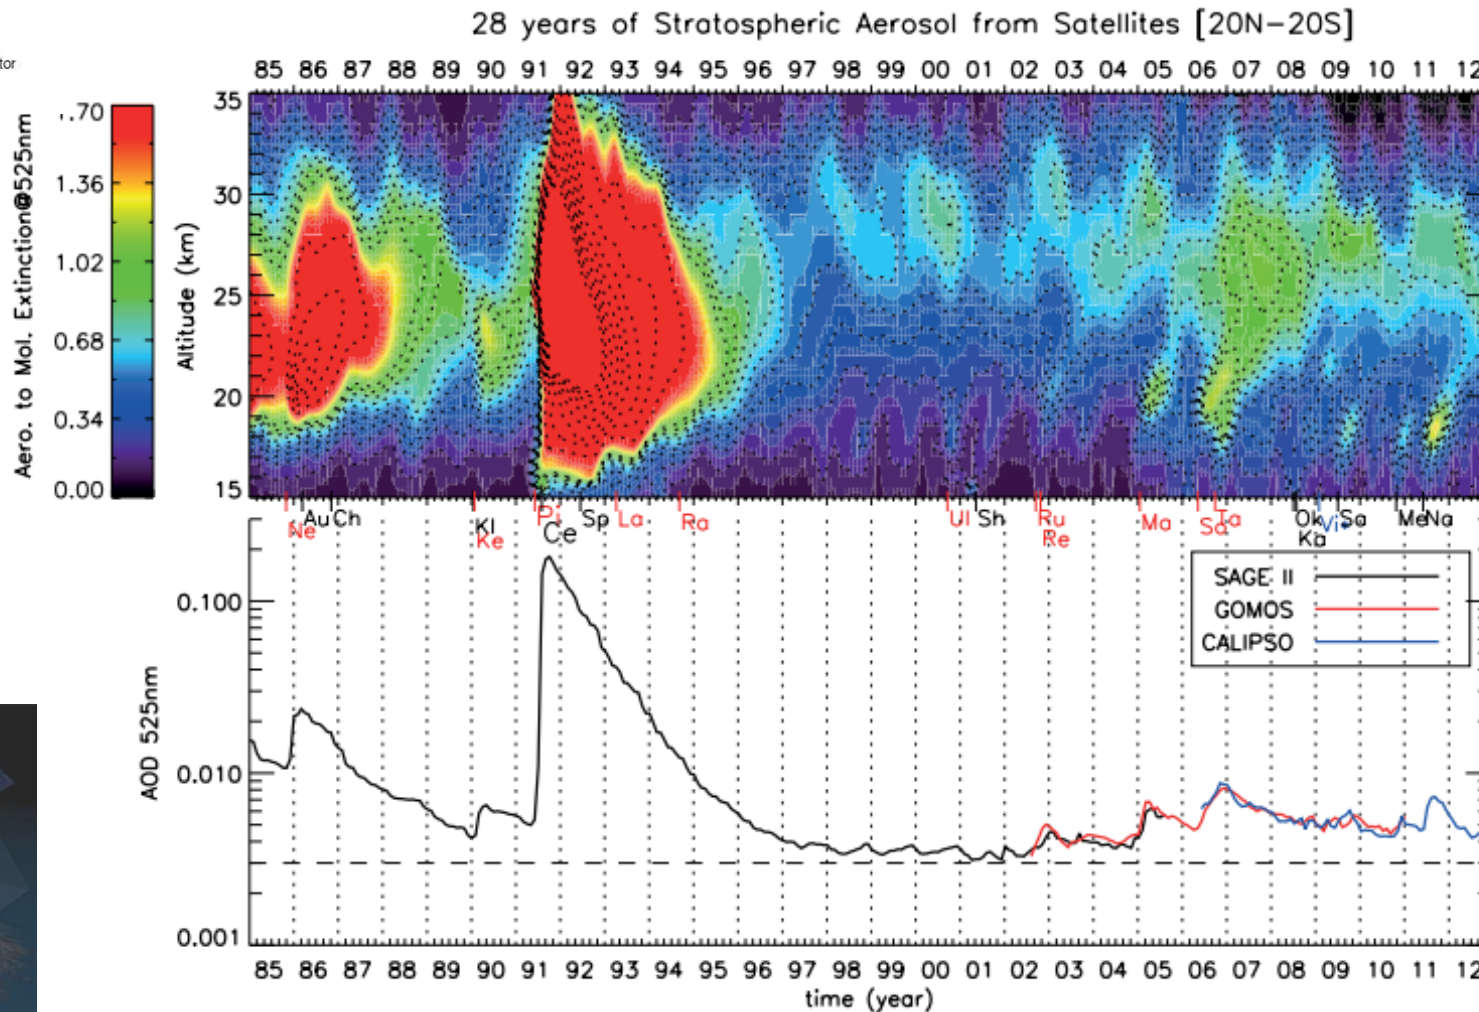 28 years of Stratospheric Aerosol from Satellites [20N-20S]
tor
85 86 87 88 89 90 91 92 93 94 95 96 97 98 99 00 01 02 03 04 05 06 07 08 09 10 11 12
Aero. to Mol. Extinction@525nm
1.70
1.36
1.02
0.68
0.34
0.00
Altitude (km)
35
30
25
20
15
Ne Au Ch Kl Ke Pi Ce Sp La Ra Ul Sh Ru Re Ma Sa Ta Ok Ka Vi Sa Me Na
SAGE II
GOMOS
CALIPSO
AOD 525nm
0.100
0.010
0.001
85 86 87 88 89 90 91 92 93 94 95 96 97 98 99 00 01 02 03 04 05 06 07 08 09 10 11 12
time (year)